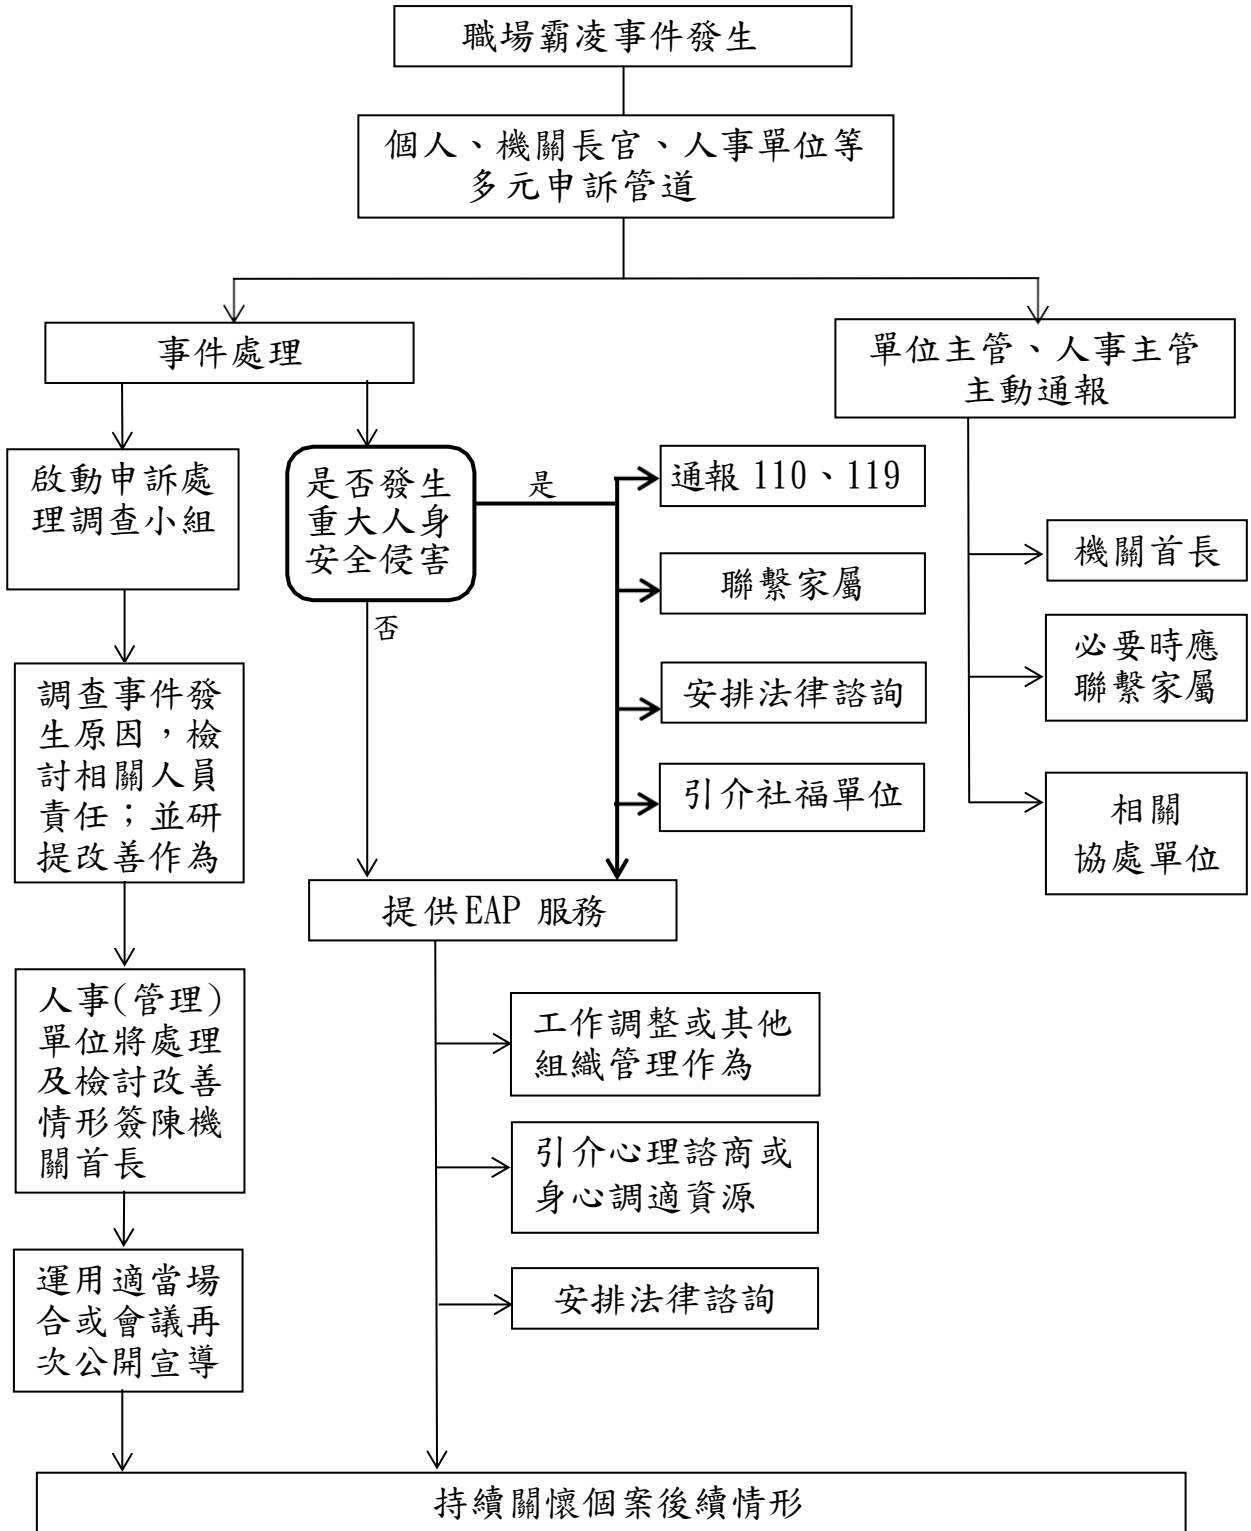 職場霸凌事件發生
個人、機關長官、人事單位等
多元申訴管道
事件處理
單位主管、人事主管
主動通報
啟動申訴處
理調查小組
是否發生
重大人身
安全侵害
是
否
通報 110、119
聯繫家屬
安排法律諮詢
引介社福單位
機關首長
必要時應
聯繫家屬
相關
協處單位
調查事件發
生原因，檢
討相關人員
責任；並研
提改善作為
提供EAP 服務
人事(管理)
單位將處理
及檢討改善
情形簽陳機
關首長
工作調整或其他
組織管理作為
引介心理諮商或
身心調適資源
安排法律諮詢
運用適當場
合或會議再
次公開宣導
持續關懷個案後續情形